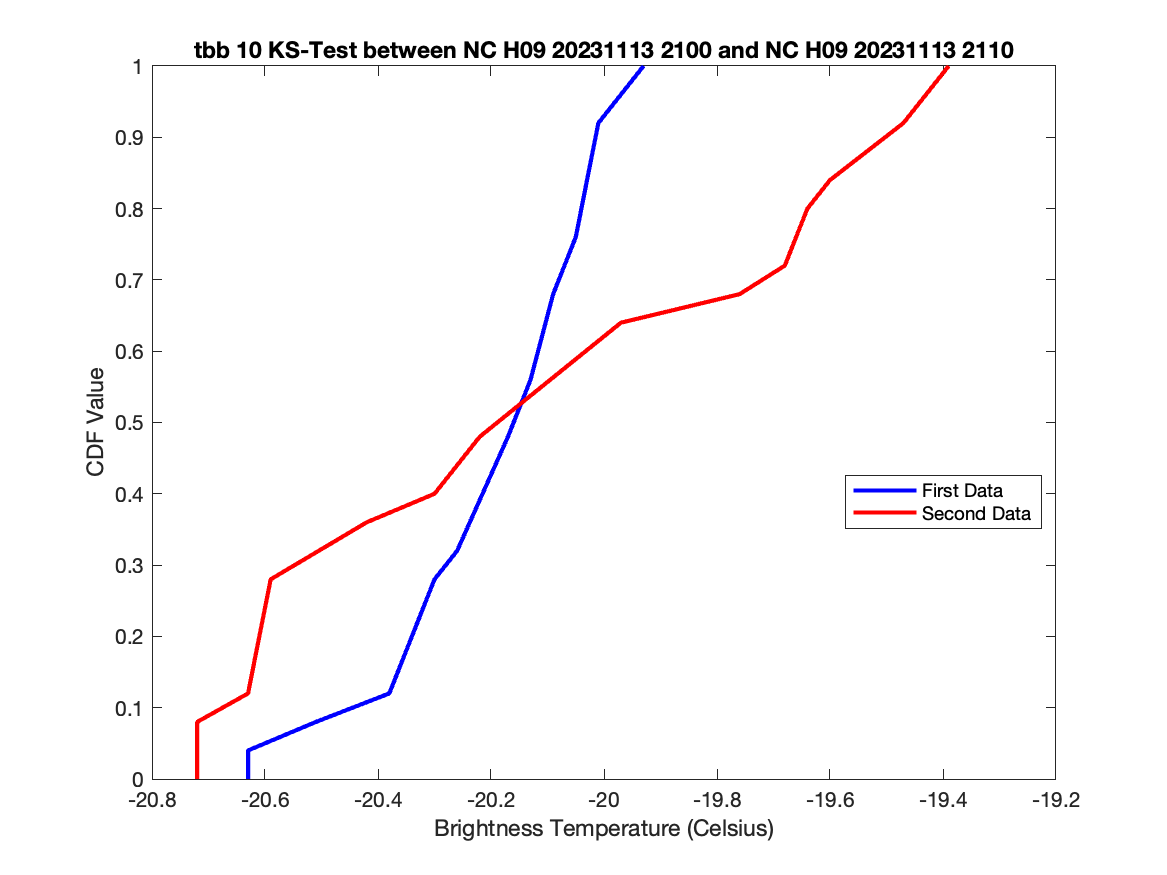 tbb 10 KS-Test between NC H09 20231113 2100 and NC H09 20231113 2110
1
0.9
0.8
0.7
0.6
0.5
0.4
0.3
0.2
0.1
0
CDF Value
First Data
Second Data
-20.8 -20.6 -20.4 -20.2 -20 -19.8 -19.6 -19.4 -19.2
Brightness Temperature (Celsius)